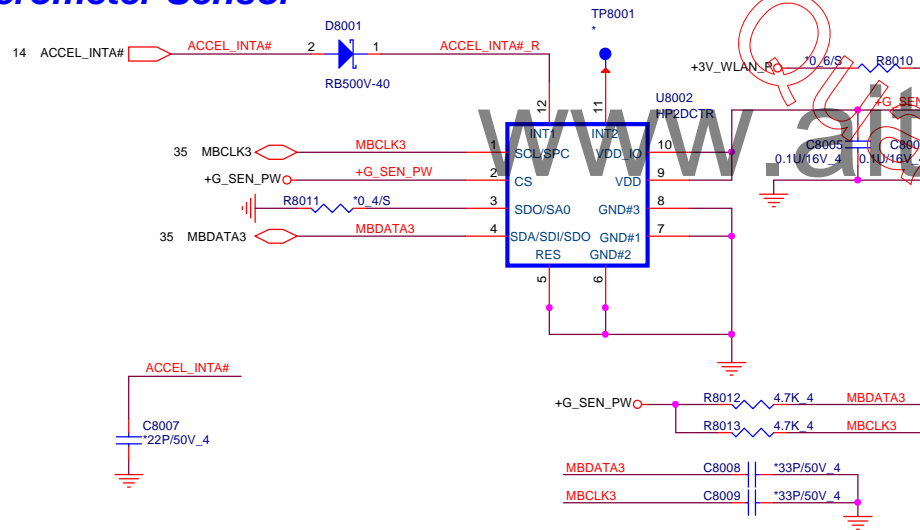 Sensor
D8001
TP8001
*
14 ACCEL_INTA#
ACCEL_INTA#
2
1
ACCEL_INTA#_R
RB500V-40
+3V_WLAN_P
*0_6/S
R8010
U8002
HP2DCTR
+G_SEN
12
11
INT1
INT2
www.ait
35 MBCLK3
MBCLK3
1
SCL/SPC
VDD_IO
10
C8005
0.1U/16V_4
0.1U/16V_4
+G_SEN_PW
+G_SEN_PW
2
CS
VDD
9
R8011
*0_4/S
3
SDO/SA0
GND#3
8
35 MBDATA3
MBDATA3
4
SDA/SDI/SDO
GND#1
7
RES
GND#2
5
6
ACCEL_INTA#
C8007
*22P/50V_4
+G_SEN_PW
R8012
4.7K_4
MBDATA3
R8013
4.7K_4
MBCLK3
MBDATA3
C8008
*33P/50V_4
MBCLK3
C8009
*33P/50V_4